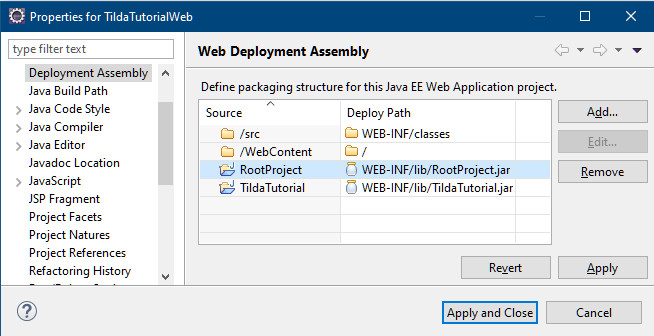 Properties for TildaTutorialWeb
type filter text
Deployment Assembly
Java Build Path
Java Code Style
Java Compiler
Java Editor
Javadoc Location
JavaScript
JSP Fragment
Project Facets
Project Natures
Project References
Refactoring History
Web Deployment Assembly
Define packaging structure for this Java EE Web Application project.
Source Deploy Path
/src WEB-INF/classes
/WebContent /
RootProject WEB-INF/lib/RootProject.jar
TildaTutorial WEB-INF/lib/TildaTutorial.jar
Add...
Edit...
Remove
Revert Apply
? Apply and Close Cancel